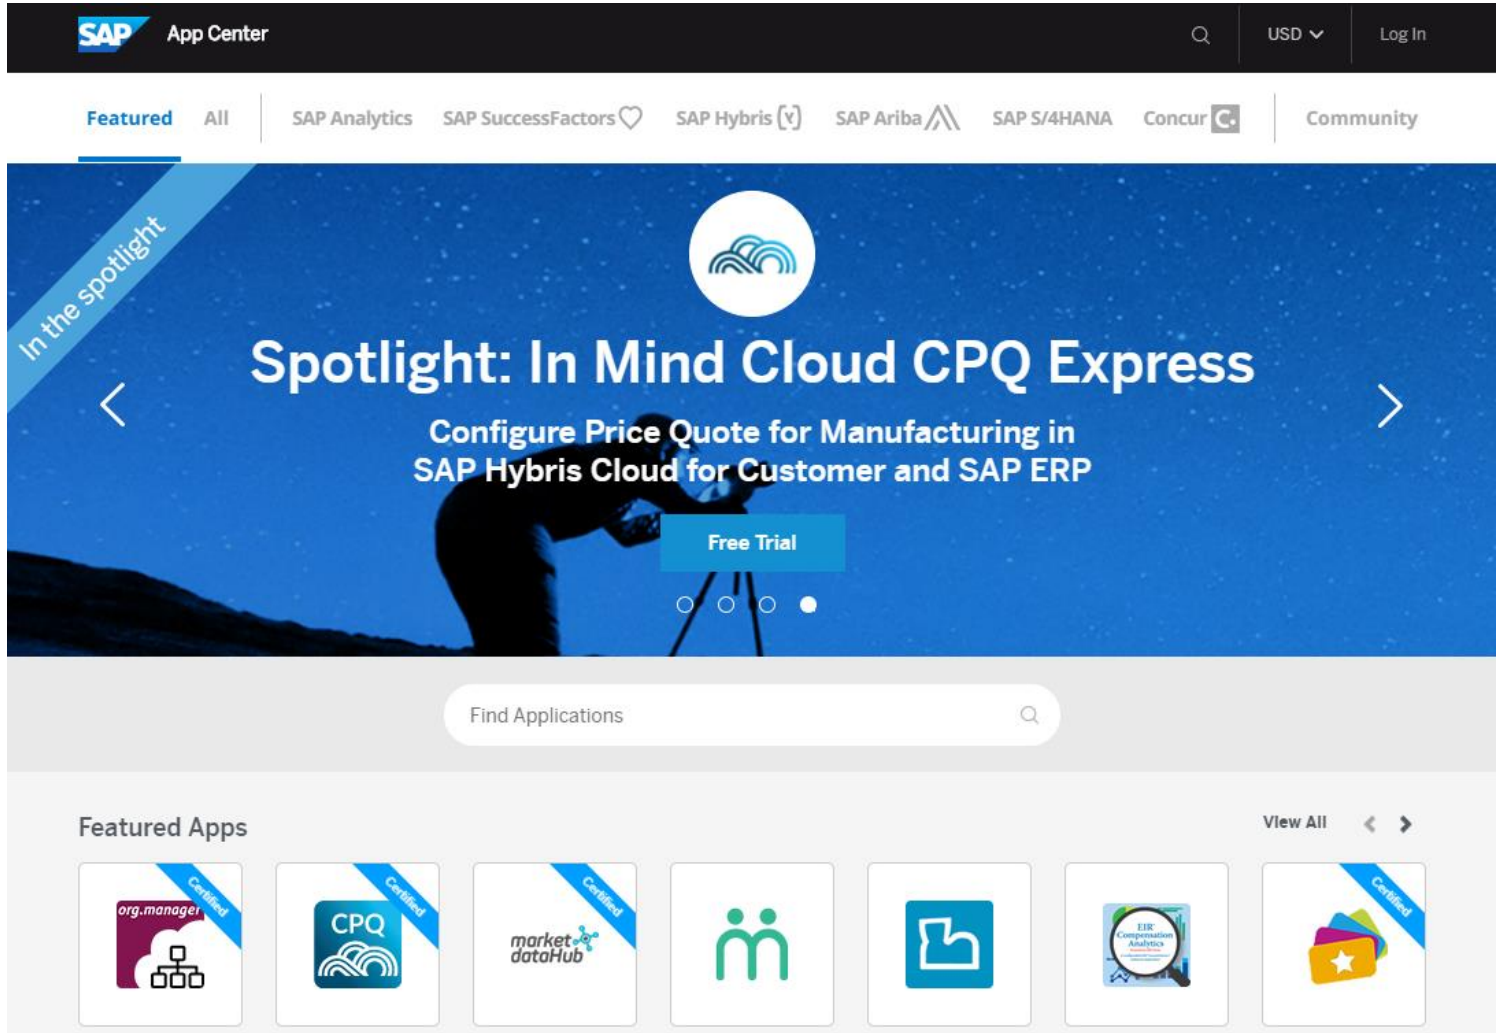 SAP App Center USD Log In
Featured All SAP Analytics SAP SuccessFactors SAP Hybris SAP Ariba SAP S/4HANA Concur C. Community
In the spotlight
Spotlight: In Mind Cloud CPQ Express
Configure Price Quote for Manufacturing in
SAP Hybris Cloud for Customer and SAP ERP
Free Trial
Find Applications
Featured Apps View All
Certified Certified Certified Certified
org.manager
CPQ
market
dataHub
EIR
Compensation
Analytics